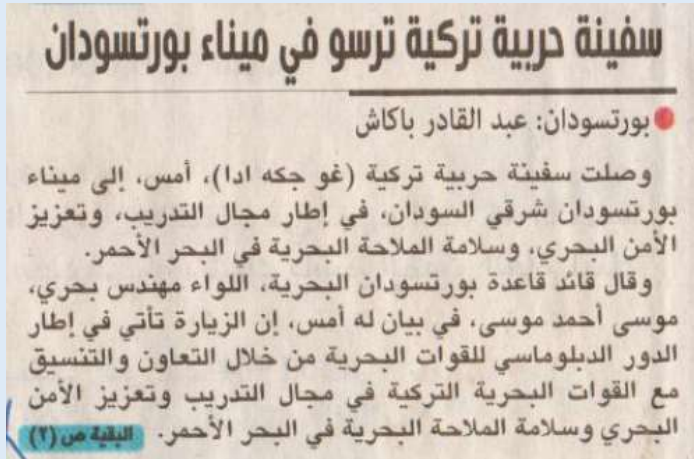 سفينة حربية تركية ترسو في ميناء بورتسودان
بورتسودان: عبد القادر باكاش
وصلت سفينة حربية تركية (غو جكه ادا)، أمس، إلى ميناء
بورتسودان شرقي السودان، في إطار مجال التدريب، وتعزيز
الأمن البحري، وسلامة الملاحة البحرية في البحر الأحمر.
وقال قائد قاعدة بورتسودان البحرية، اللواء مهندس بحري،
موسى أحمد موسى، في بيان له أمس، إن الزيارة تأتي في إطار
الدور الدبلوماسي للقوات البحرية من خلال التعاون والتنسيق
مع القوات البحرية التركية في مجال التدريب وتعزيز الأمن
البحري وسلامة الملاحة البحرية في البحر الأحمر. البقية ص (٢)